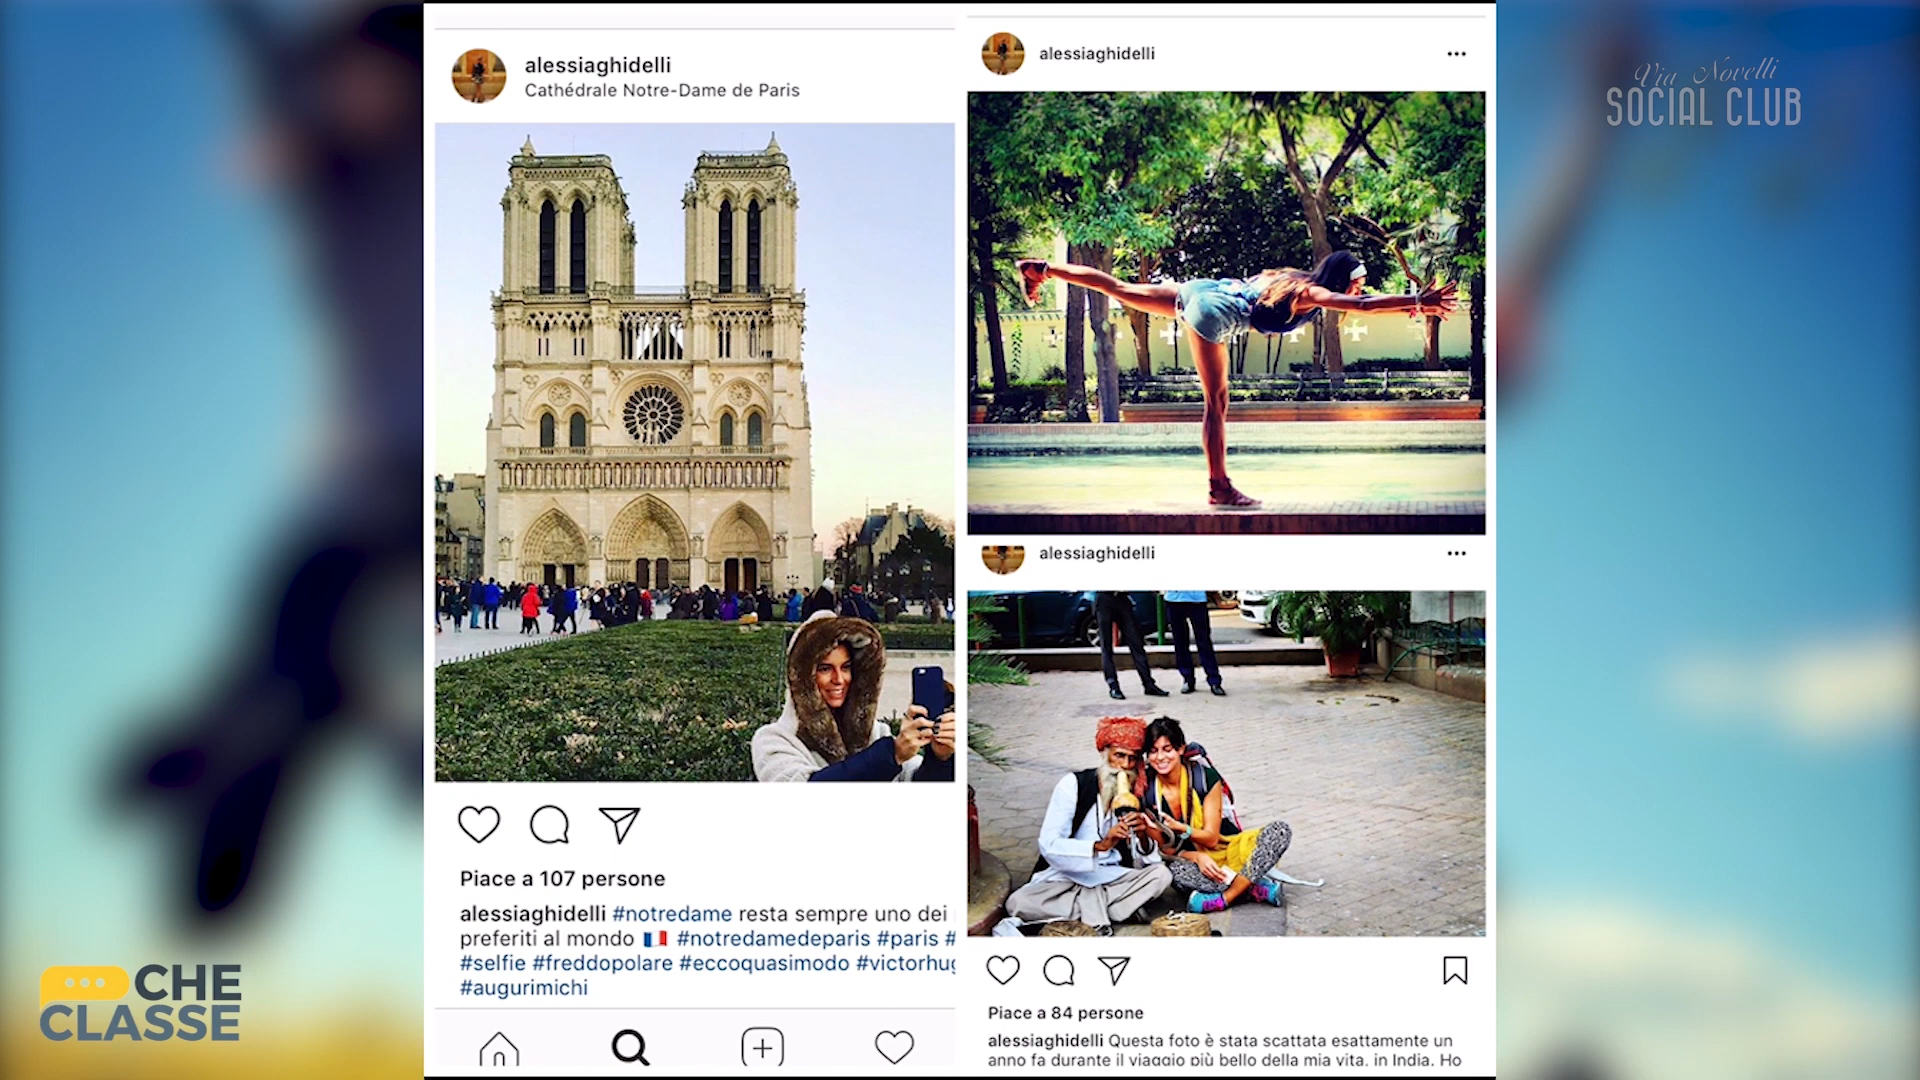 alessiaghidelli
Cathédrale Notre-Dame de Paris
Piace a 107 persone
alessiaghidelli #notredame resta sempre uno dei
preferiti al mondo 🇫🇷 #notredamedeparis #paris #
#selfie #freddopolare #eccoquasimodo #victorhug
#augurimichi
alessiaghidelli
alessiaghidelli
Piace a 84 persone
alessiaghidelli Questa foto è stata scattata esattamente un
anno fa durante il viaggio più bello della mia vita, in India. Ho
Via Novelli
SOCIAL CLUB
CHE
CLASSE